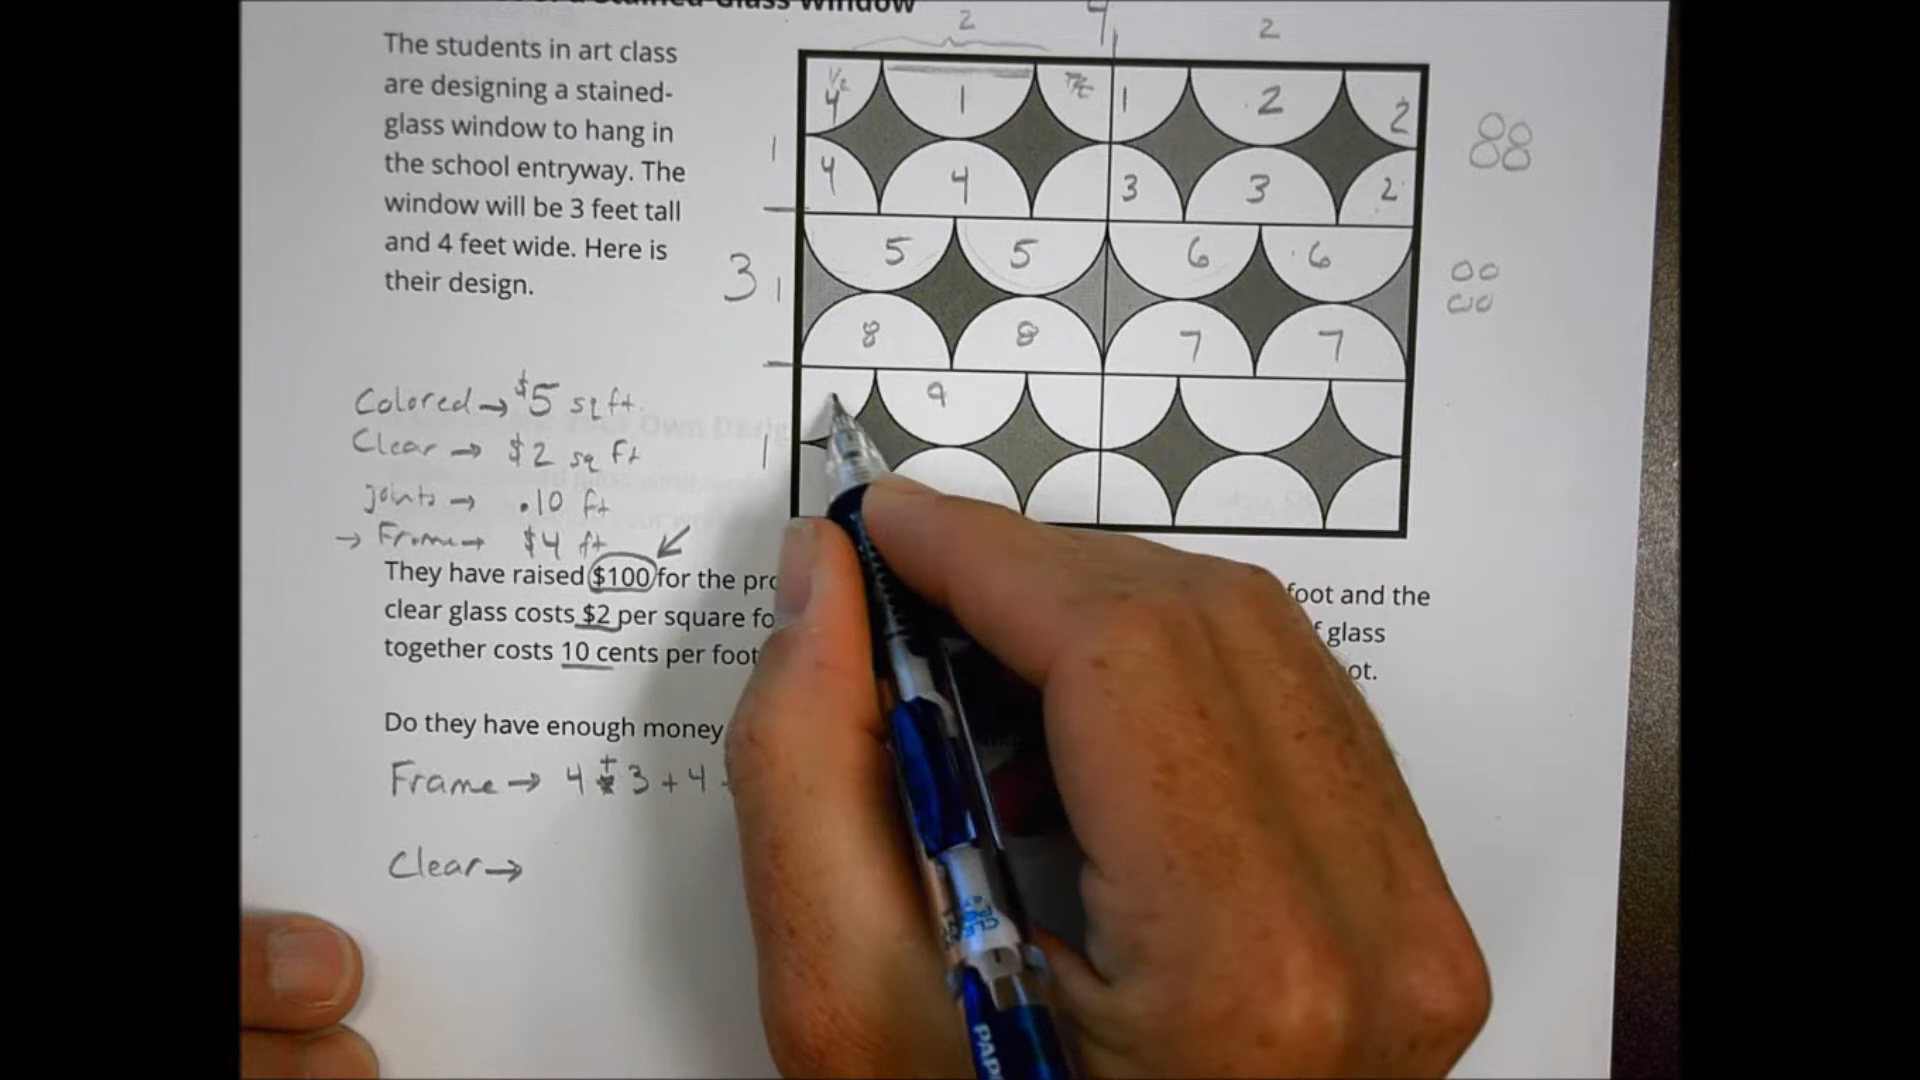 a Stained-Glass Window
The students in art class
are designing a stained-
glass window to hang in
the school entryway. The
window will be 3 feet tall
and 4 feet wide. Here is
their design.
2 4 2
1/2 4 1 1 2 2
1
4 4 3 3 2
5 5 6 6
3 1
8 8 7 7
9
1
Colored → $5 sq ft.
Clear → $2 sq ft
joints → .10 ft
→ Frame → $4 ft
They have raised $100 for the pro
foot and the
clear glass costs $2 per square fo
f glass
together costs 10 cents per foot
ot.
Do they have enough money
Frame → 4 + 3 + 4
Clear →
PAP